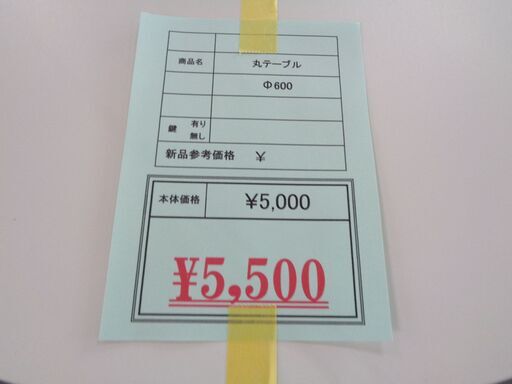 商品名 丸テーブル
Φ600
鍵 有り
無し
新品参考価格 ¥
本体価格 ¥5,000
¥5,500